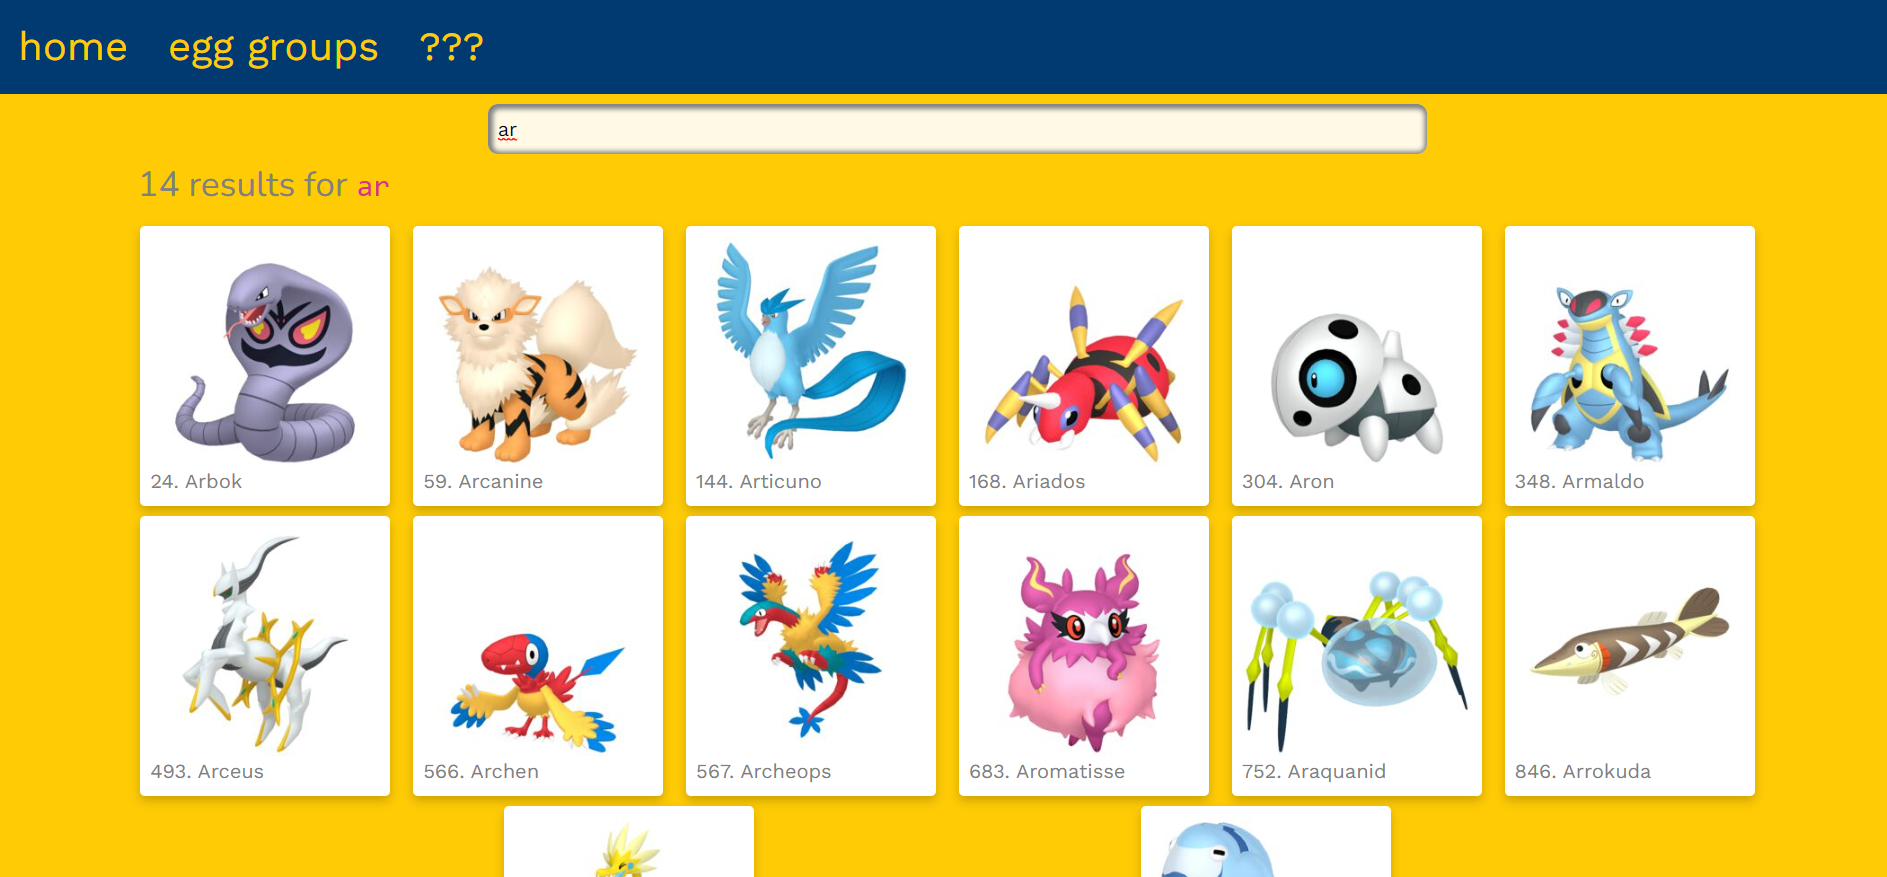 home egg groups ???
ar
14 results for ar
24. Arbok
59. Arcanine
144. Articuno
168. Ariados
304. Aron
348. Armaldo
493. Arceus
566. Archen
567. Archeops
683. Aromatisse
752. Araquanid
846. Arrokuda